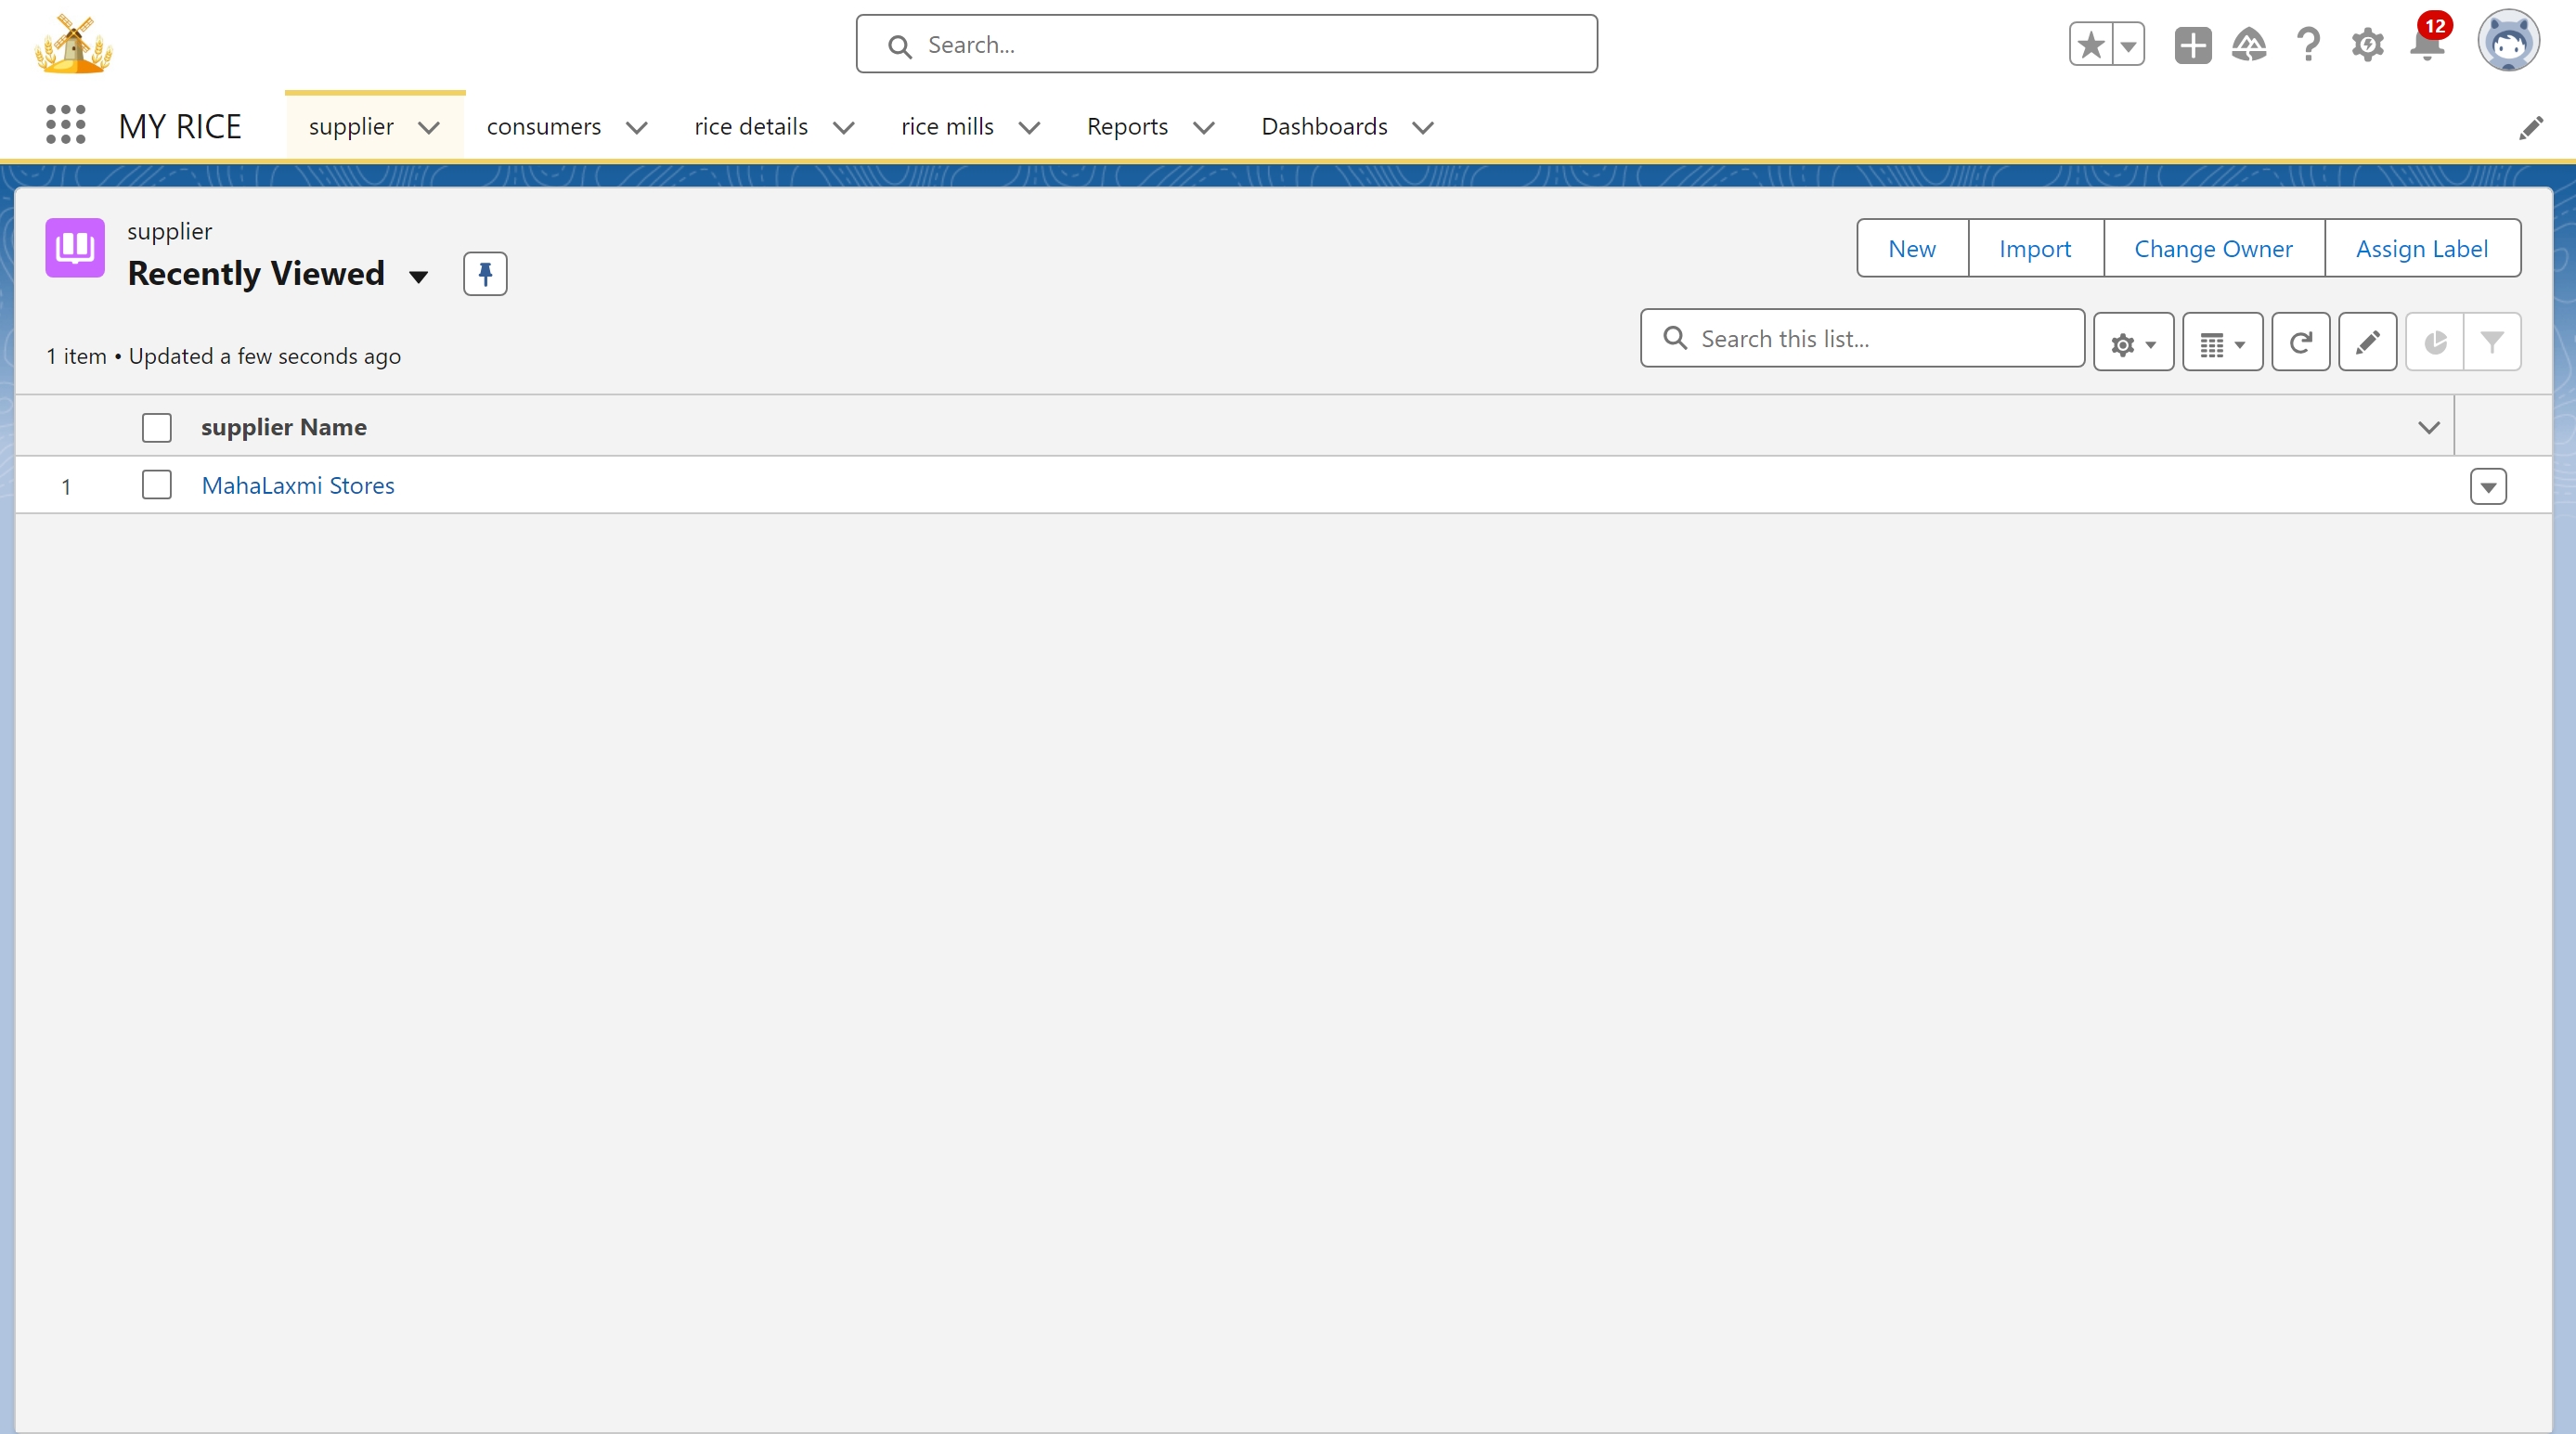 Search...
12
MY RICE
supplier
consumers
rice details
rice mills
Reports
Dashboards
supplier
Recently Viewed
New
Import
Change Owner
Assign Label
1 item • Updated a few seconds ago
Search this list...
supplier Name
1
MahaLaxmi Stores